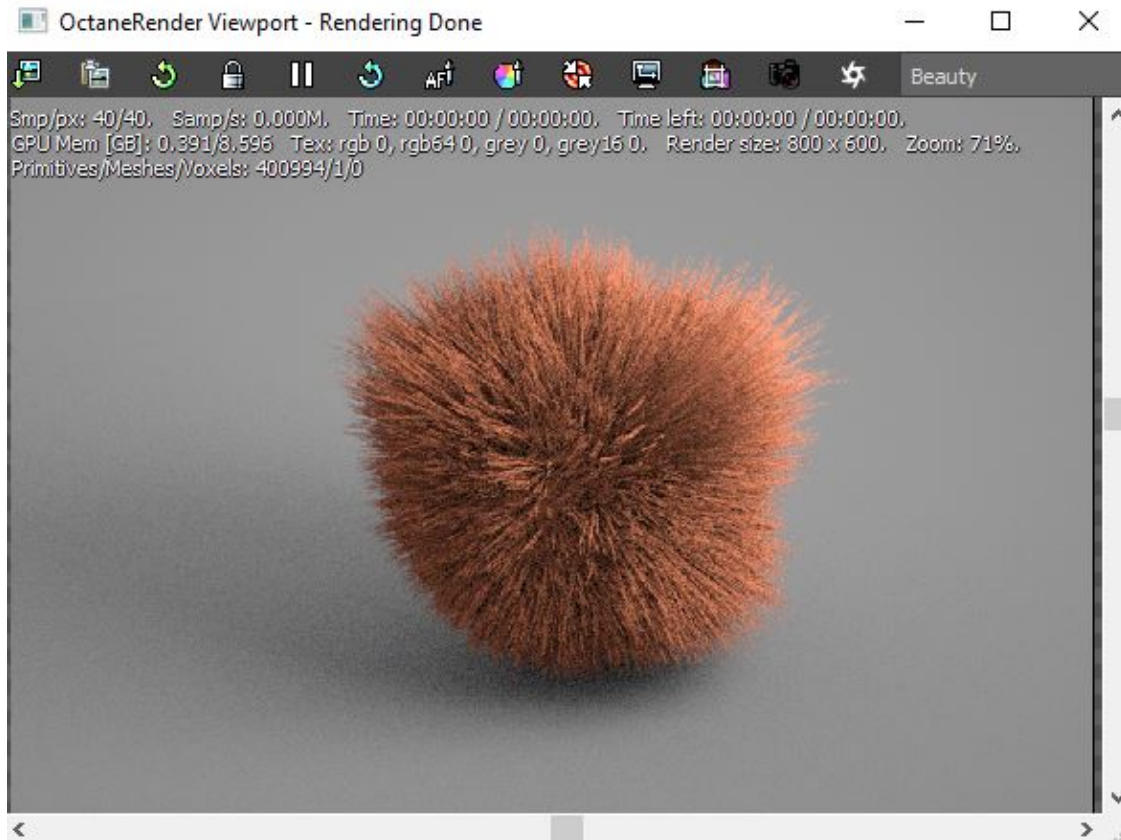 OctaneRender Viewport - Rendering Done
AF Beauty
Smp/px: 40/40. Samp/s: 0.000M. Time: 00:00:00 / 00:00:00. Time left: 00:00:00 / 00:00:00.
GPU Mem [GB]: 0.391/8.596 Tex: rgb 0, rgb64 0, grey 0, grey16 0. Render size: 800 x 600. Zoom: 71%.
Primitives/Meshes/Voxels: 400994/1/0